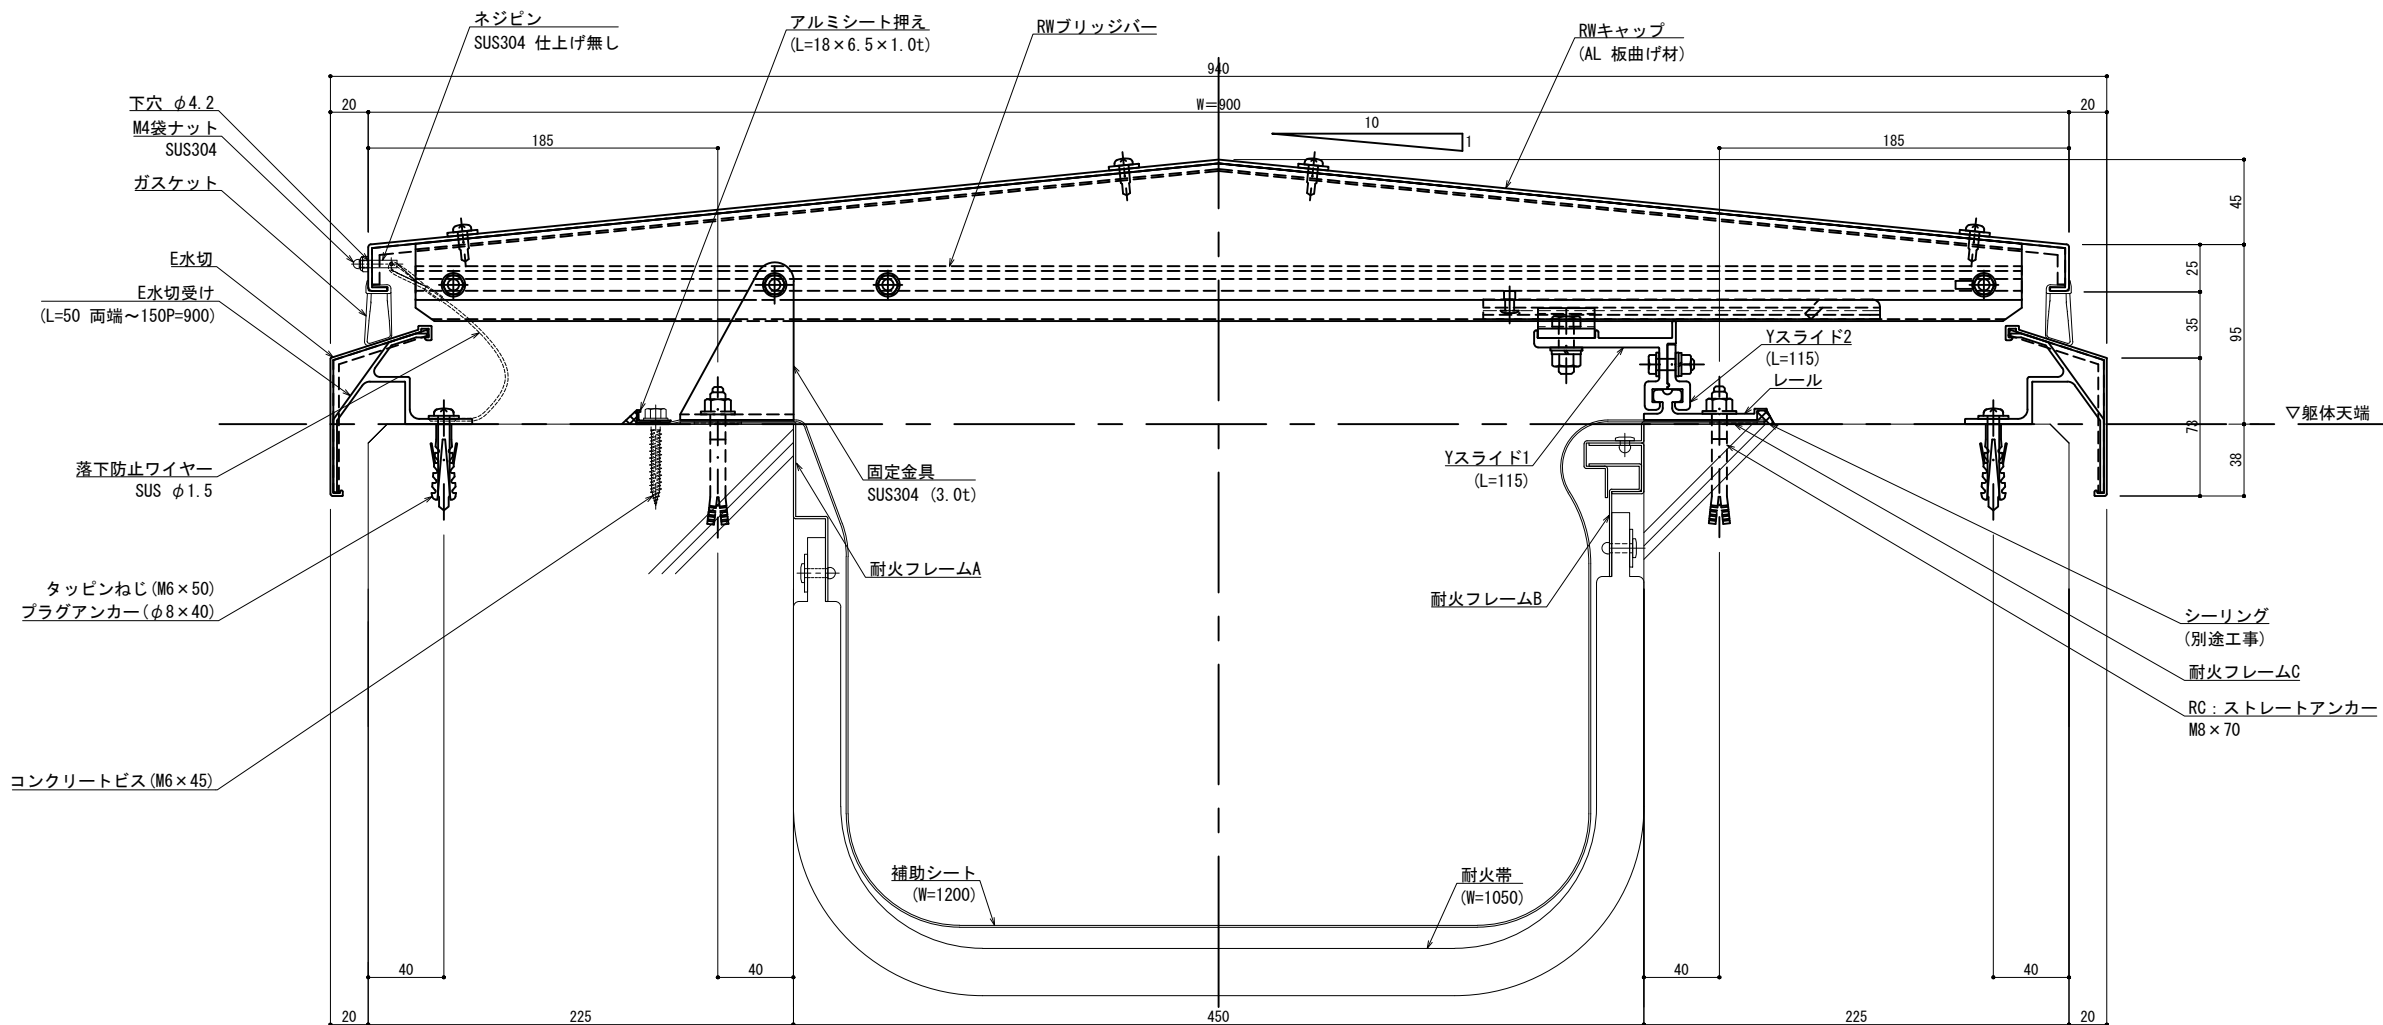 ネジピン
SUS304 仕上げ無し
アルミシート押え
(L=18×6.5×1.0t)
RWブリッジバー
RWキャップ
(AL 板曲げ材)
940
下穴 φ4.2
20
W=900
20
M4袋ナット
SUS304
185
10
1
185
ガスケット
45
E水切
25
E水切受け
(L=50 両端～150P=900)
35
95
Yスライド2
(L=115)
レール
▽躯体天端
73
落下防止ワイヤー
SUS φ1.5
固定金具
SUS304 (3.0t)
Yスライド1
(L=115)
38
耐火フレームA
タッピンねじ(M6×50)
プラグアンカー(φ8×40)
耐火フレームB
シーリング
(別途工事)
耐火フレームC
RC：ストレートアンカー
M8×70
コンクリートビス(M6×45)
補助シート
(W=1200)
耐火帯
(W=1050)
40
40
40
40
20
225
450
225
20